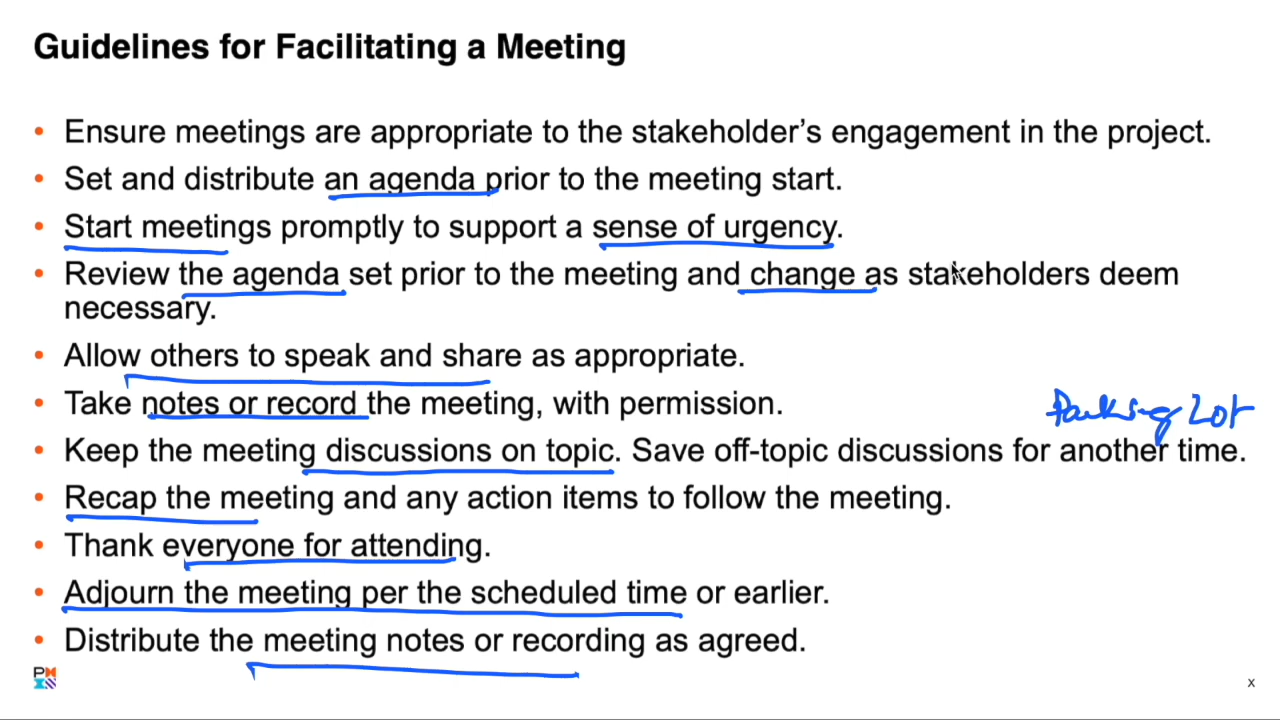 Guidelines for Facilitating a Meeting
• Ensure meetings are appropriate to the stakeholder’s engagement in the project.
• Set and distribute an agenda prior to the meeting start.
• Start meetings promptly to support a sense of urgency.
• Review the agenda set prior to the meeting and change as stakeholders deem
necessary.
• Allow others to speak and share as appropriate.
• Take notes or record the meeting, with permission.
Parking Lot
• Keep the meeting discussions on topic. Save off-topic discussions for another time.
• Recap the meeting and any action items to follow the meeting.
• Thank everyone for attending.
• Adjourn the meeting per the scheduled time or earlier.
• Distribute the meeting notes or recording as agreed.
x